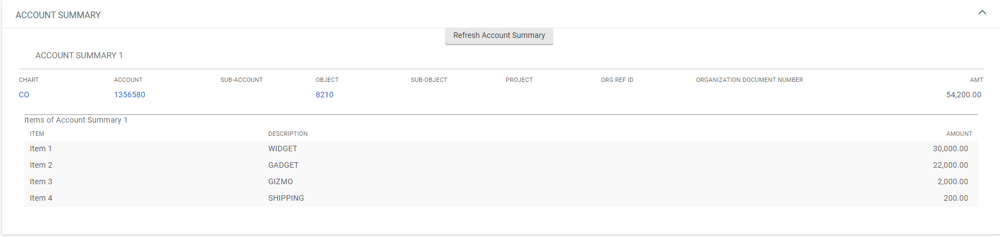 ACCOUNT SUMMARY
Refresh Account Summary
ACCOUNT SUMMARY 1
CHART ACCOUNT SUB-ACCOUNT OBJECT SUB-OBJECT PROJECT ORG REF ID ORGANIZATION DOCUMENT NUMBER AMT
CO 1356580 8210 54,200.00
Items of Account Summary 1
ITEM DESCRIPTION AMOUNT
Item 1 WIDGET 30,000.00
Item 2 GADGET 22,000.00
Item 3 GIZMO 2,000.00
Item 4 SHIPPING 200.00